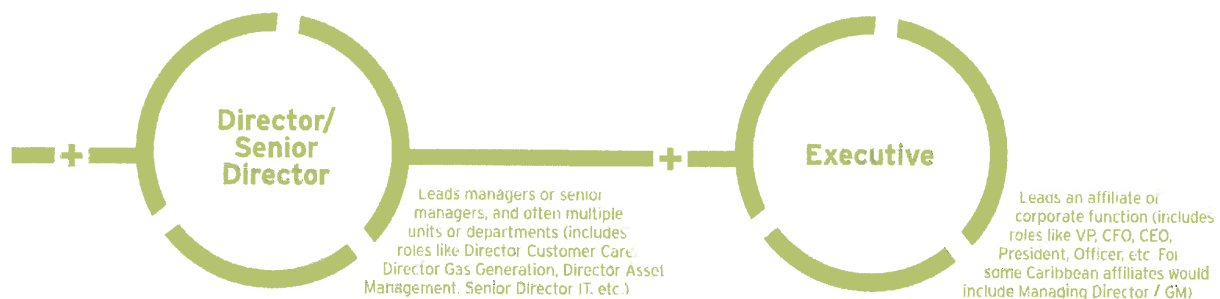 +
Director/
Senior
Director
Leads managers or senior
managers, and often multiple
units or departments (includes
roles like Director Customer Care,
Director Gas Generation, Director Asset
Management, Senior Director IT, etc.)
+
Executive
Leads an affiliate or
corporate function (includes
roles like VP, CFO, CEO,
President, Officer, etc. For
some Caribbean affiliates would
include Managing Director / GM)